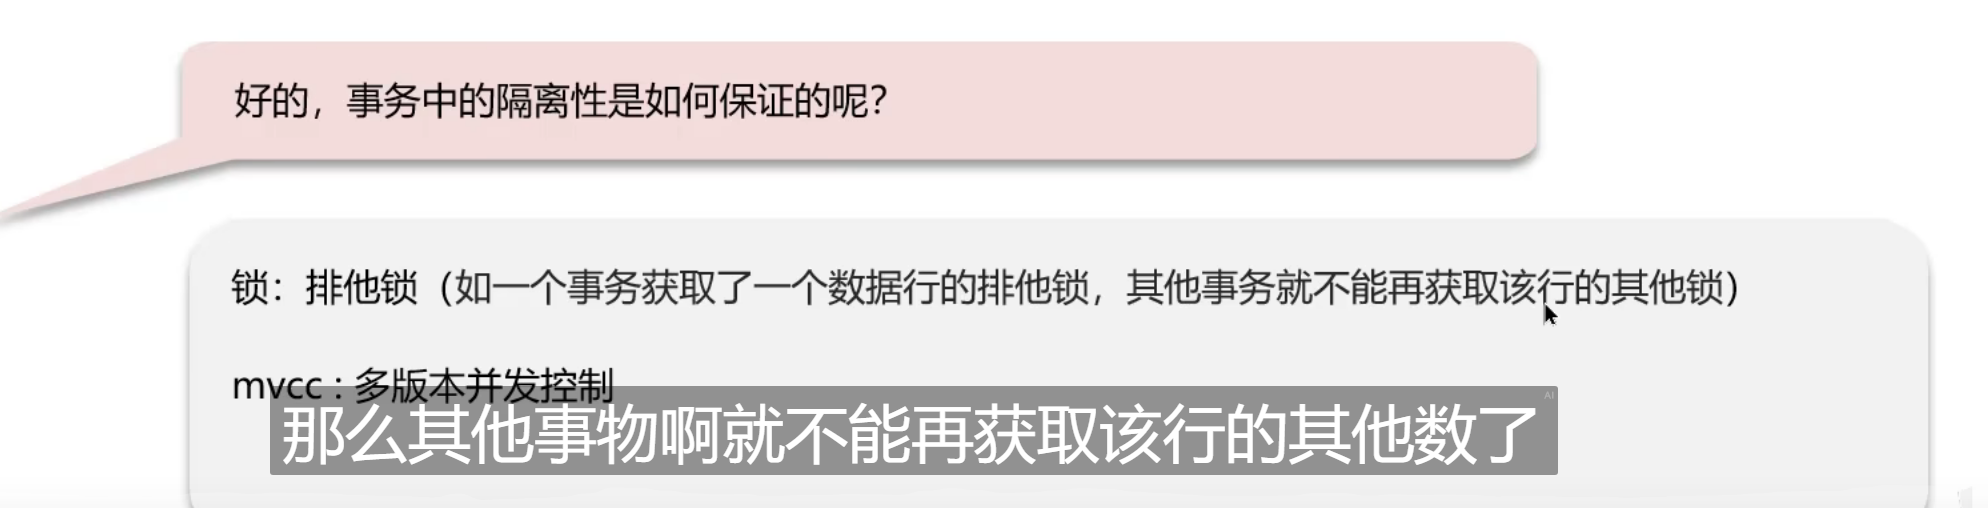 好的，事务中的隔离性是如何保证的呢？
锁：排他锁（如一个事务获取了一个数据行的排他锁，其他事务就不能再获取该行的其他锁）
mvcc : 多版本并发控制
AI
那么其他事物啊就不能再获取该行的其他数了